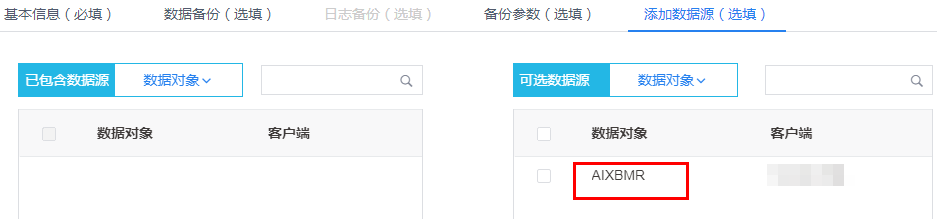 基本信息（必填） 数据备份（选填） 日志备份（选填） 备份参数（选填） 添加数据源（选填）
已包含数据源 数据对象 可选数据源 数据对象
数据对象 客户端 数据对象 客户端
AIXBMR